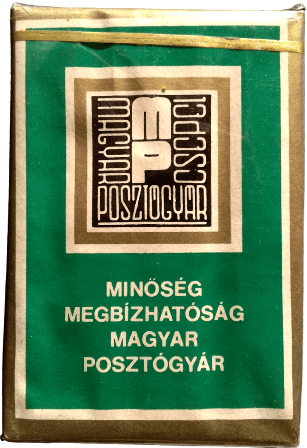 MAGYAR
MP
CSEPEL
POSZTÓGYÁR
MINŐSÉG
MEGBÍZHATÓSÁG
MAGYAR
POSZTÓGYÁR